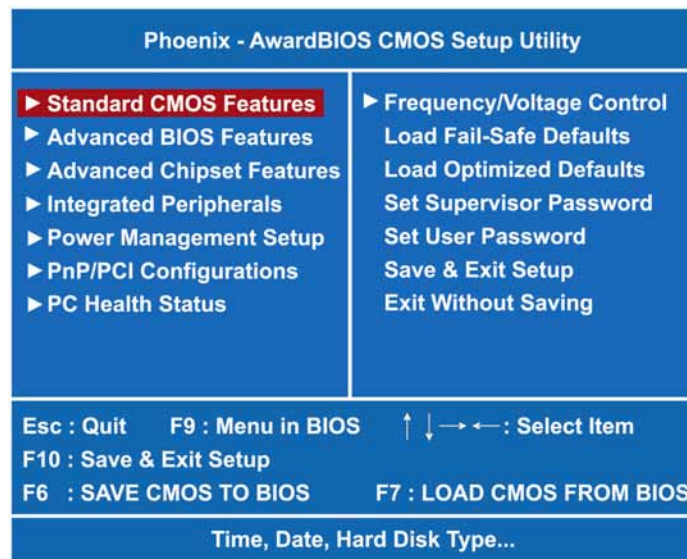 Phoenix - AwardBIOS CMOS Setup Utility
► Standard CMOS Features
► Advanced BIOS Features
► Advanced Chipset Features
► Integrated Peripherals
► Power Management Setup
► PnP/PCI Configurations
► PC Health Status
► Frequency/Voltage Control
Load Fail-Safe Defaults
Load Optimized Defaults
Set Supervisor Password
Set User Password
Save & Exit Setup
Exit Without Saving
Esc : Quit F9 : Menu in BIOS ↑ ↓ → ← : Select Item
F10 : Save & Exit Setup
F6 : SAVE CMOS TO BIOS F7 : LOAD CMOS FROM BIOS
Time, Date, Hard Disk Type...